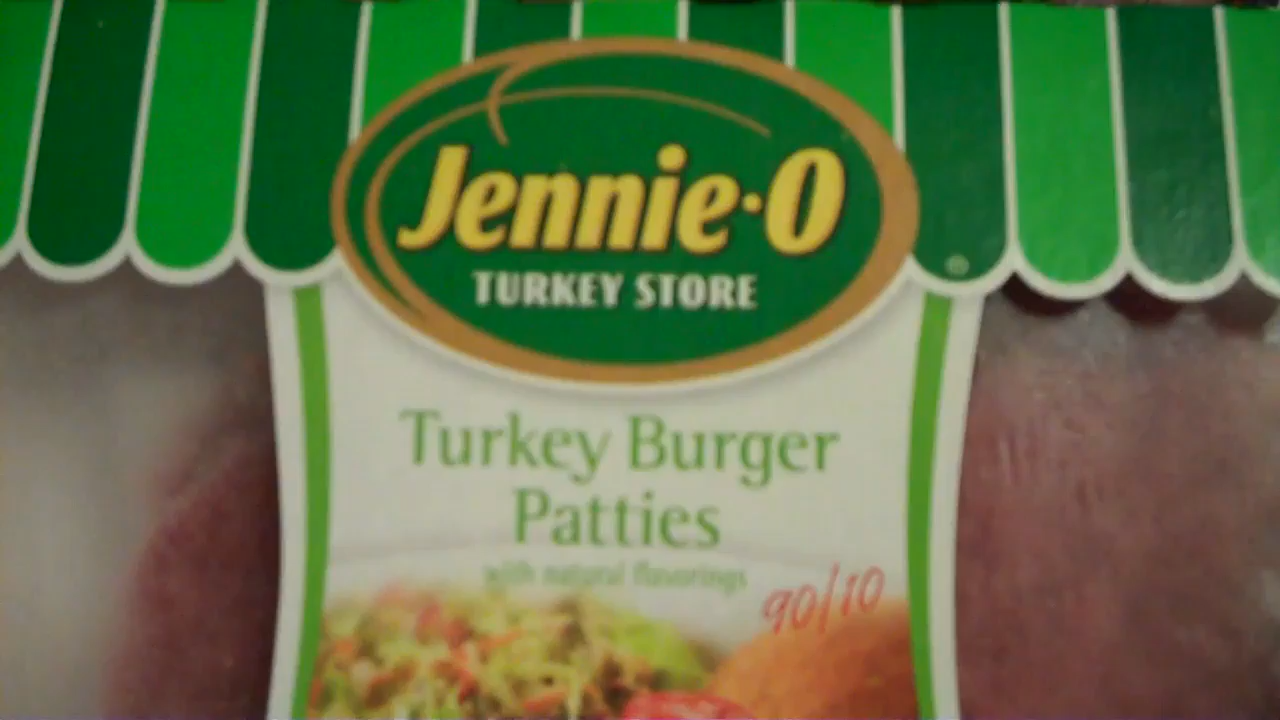 Jennie-O
TURKEY STORE
Turkey Burger
Patties
with natural flavorings
90/10